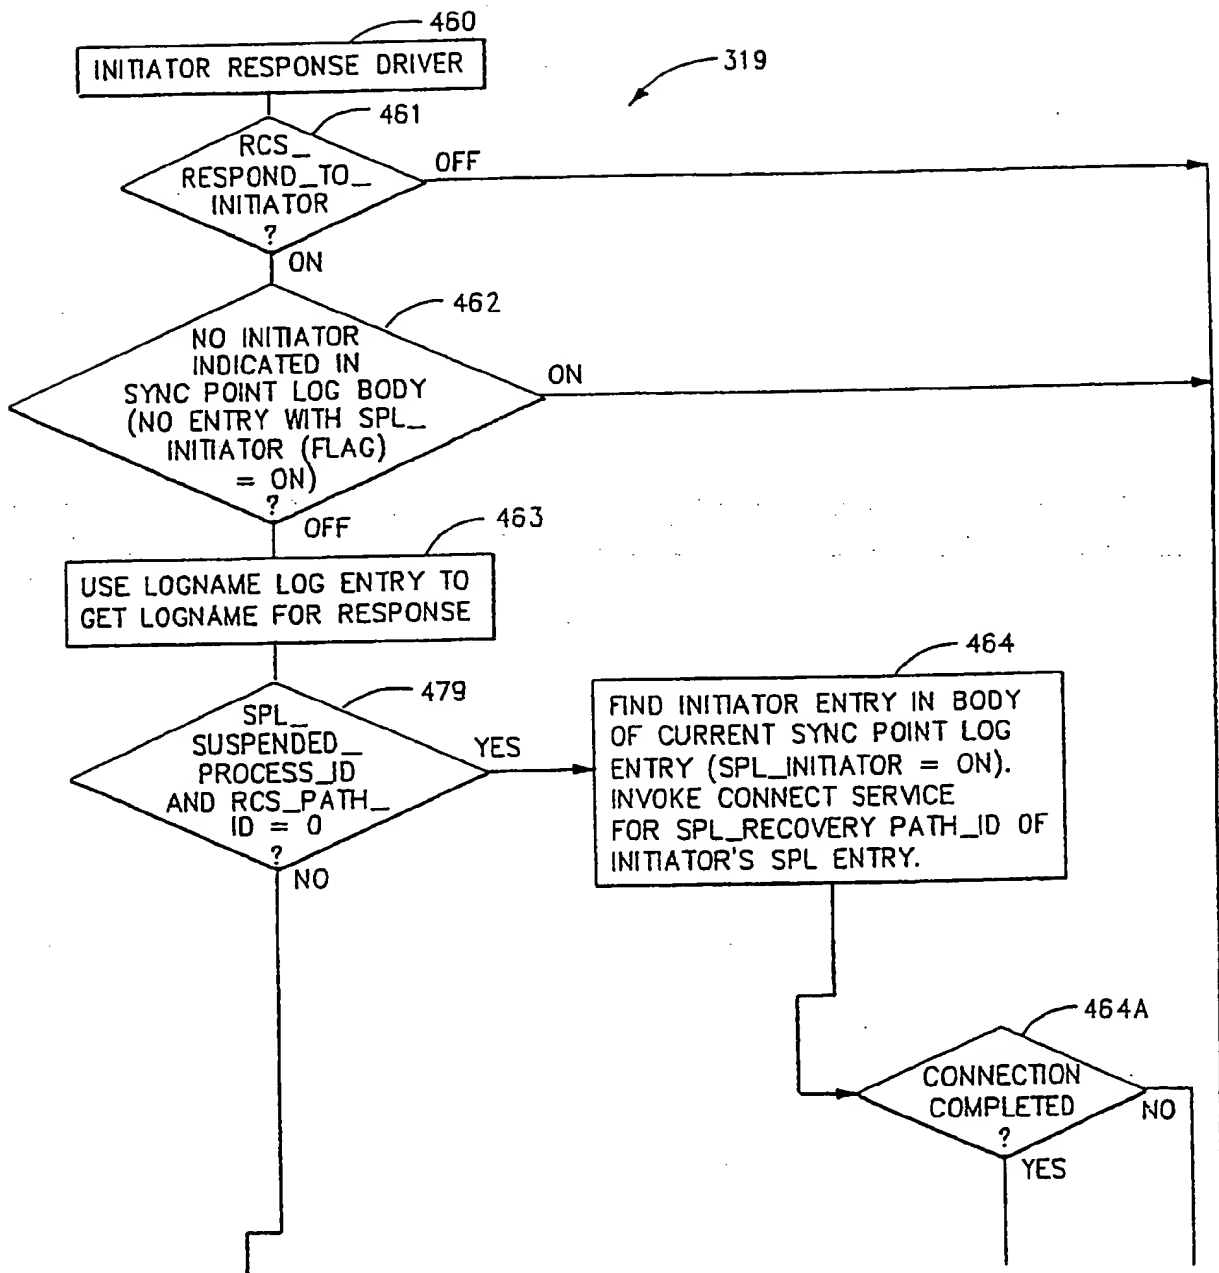 460
INITIATOR RESPONSE DRIVER
319
461
RCS_
RESPOND_TO_
INITIATOR
?
OFF
ON
462
NO INITIATOR
INDICATED IN
SYNC POINT LOG BODY
(NO ENTRY WITH SPL_
INITIATOR (FLAG)
= ON)
?
ON
OFF
463
USE LOGNAME LOG ENTRY TO
GET LOGNAME FOR RESPONSE
479
SPL_
SUSPENDED_
PROCESS_ID
AND RCS_PATH_
ID = 0
?
YES
NO
464
FIND INITIATOR ENTRY IN BODY
OF CURRENT SYNC POINT LOG
ENTRY (SPL_INITIATOR = ON).
INVOKE CONNECT SERVICE
FOR SPL_RECOVERY PATH_ID OF
INITIATOR'S SPL ENTRY.
464A
CONNECTION
COMPLETED
?
NO
YES